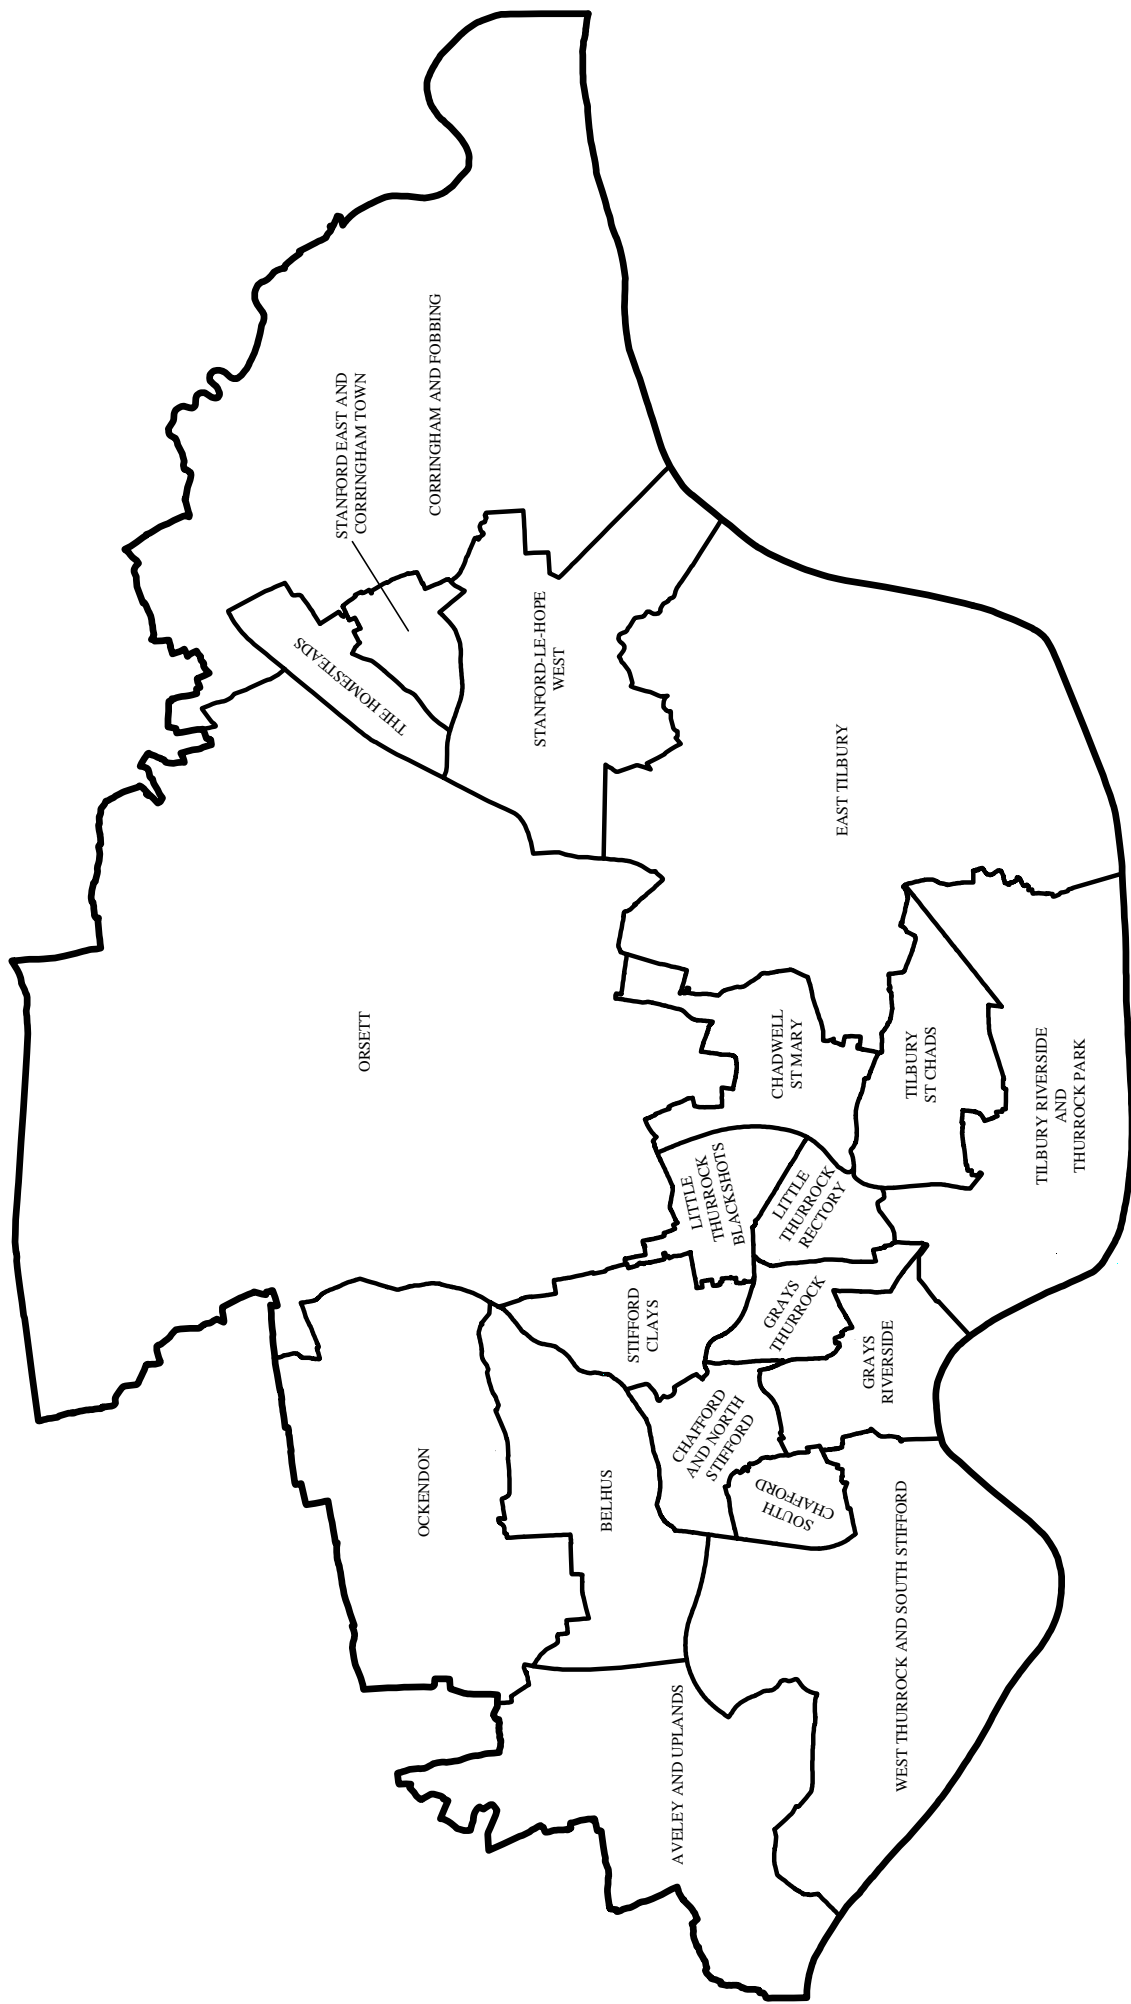 CORRINGHAM AND FOBBING
STANFORD EAST AND
CORRINGHAM TOWN
THE HOMESTEADS
STANFORD-LE-HOPE
WEST
EAST TILBURY
ORSETT
CHADWELL
ST MARY
TILBURY
ST CHADS
TILBURY RIVERSIDE
AND
THURROCK PARK
LITTLE
THURROCK
BLACKSHOTS
LITTLE
THURROCK
RECTORY
STIFFORD
CLAYS
GRAYS
THURROCK
GRAYS
RIVERSIDE
CHAFFORD
AND NORTH
STIFFORD
SOUTH
CHAFFORD
OCKENDON
BELHUS
WEST THURROCK AND SOUTH STIFFORD
AVELEY AND UPLANDS